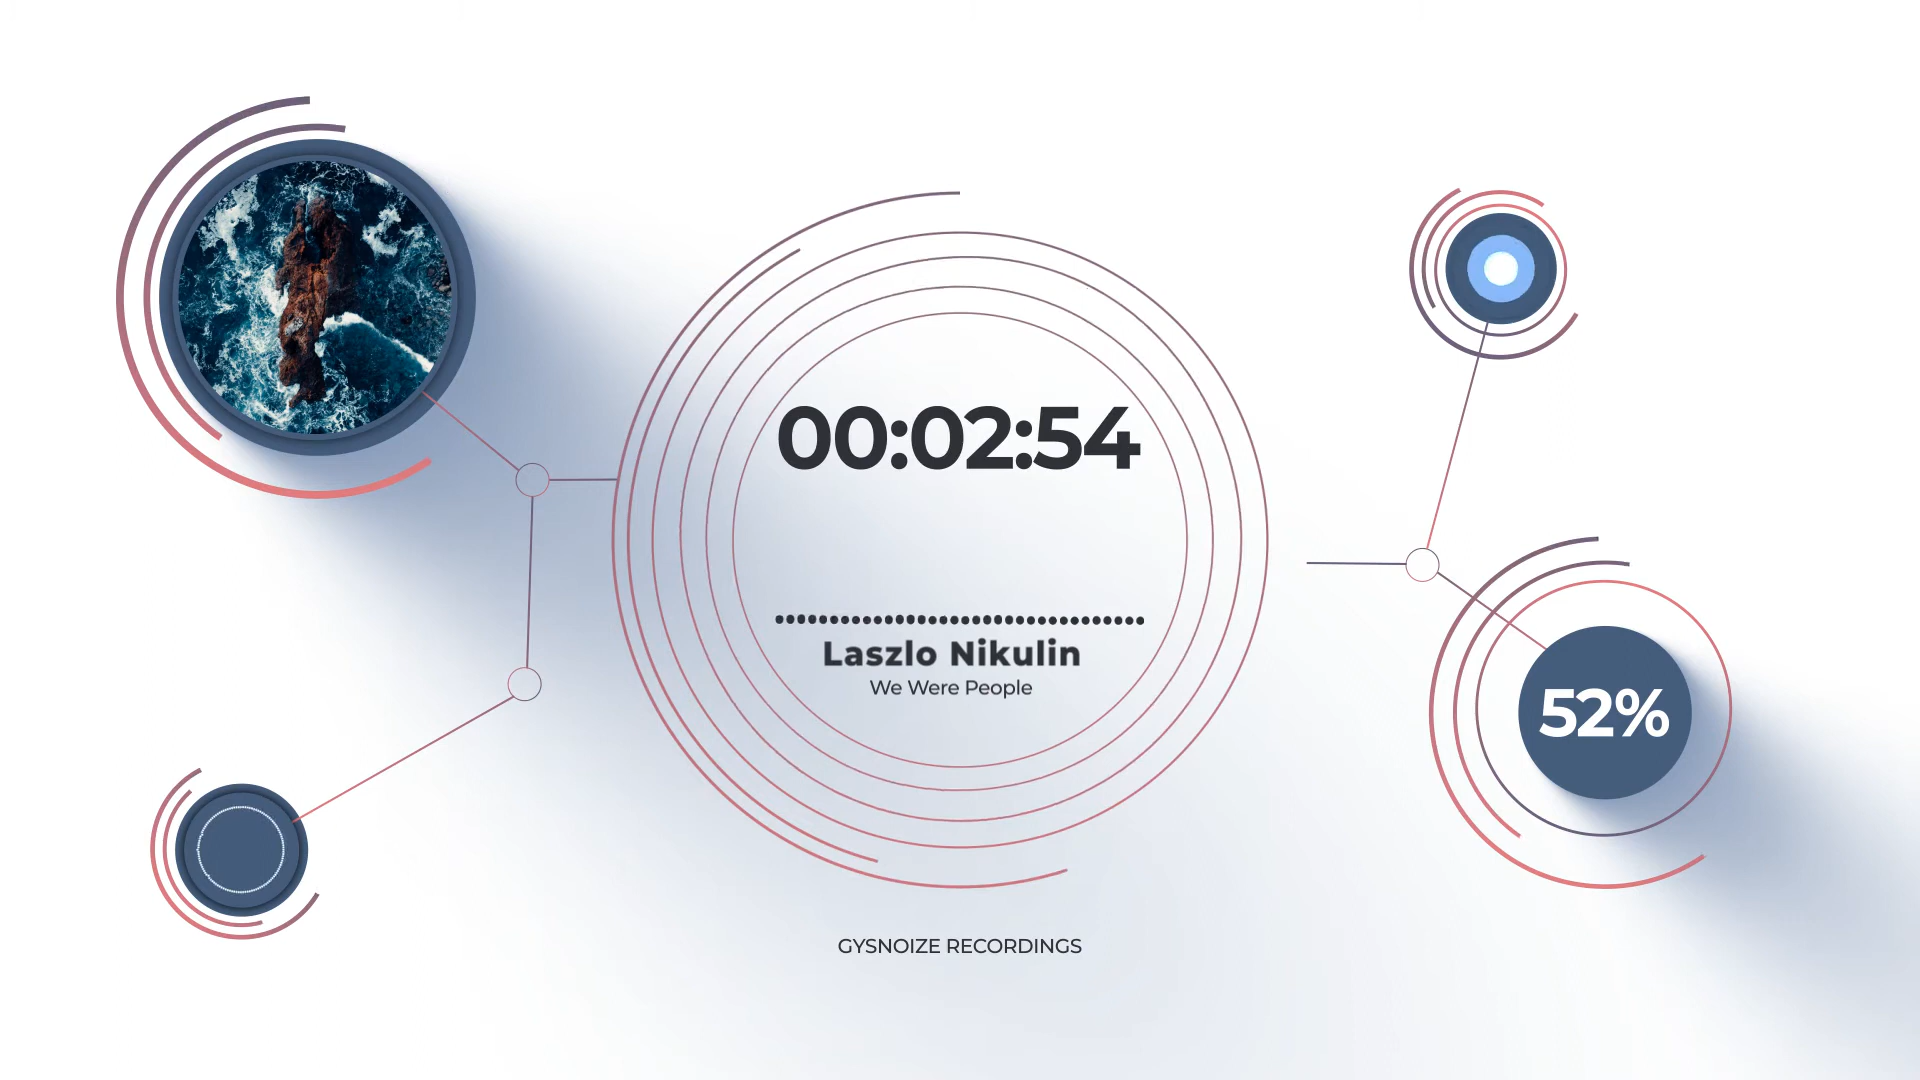 00:02:54
Laszlo Nikulin
We Were People
52%
GYSNOIZE RECORDINGS